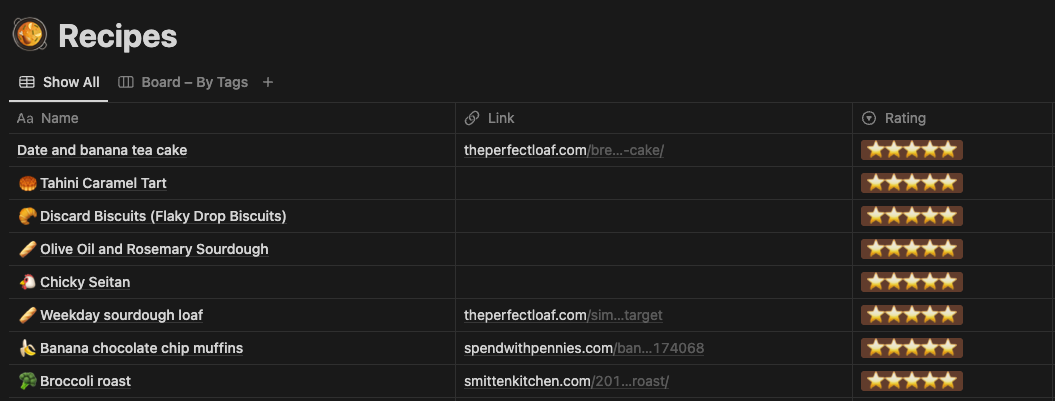 Recipes
Show All Board – By Tags +
Aa Name Link Rating
Date and banana tea cake theperfectloaf.com/bre...-cake/
Tahini Caramel Tart
Discard Biscuits (Flaky Drop Biscuits)
Olive Oil and Rosemary Sourdough
Chicky Seitan
Weekday sourdough loaf theperfectloaf.com/sim...target
Banana chocolate chip muffins spendwithpennies.com/ban...174068
Broccoli roast smittenkitchen.com/201...roast/